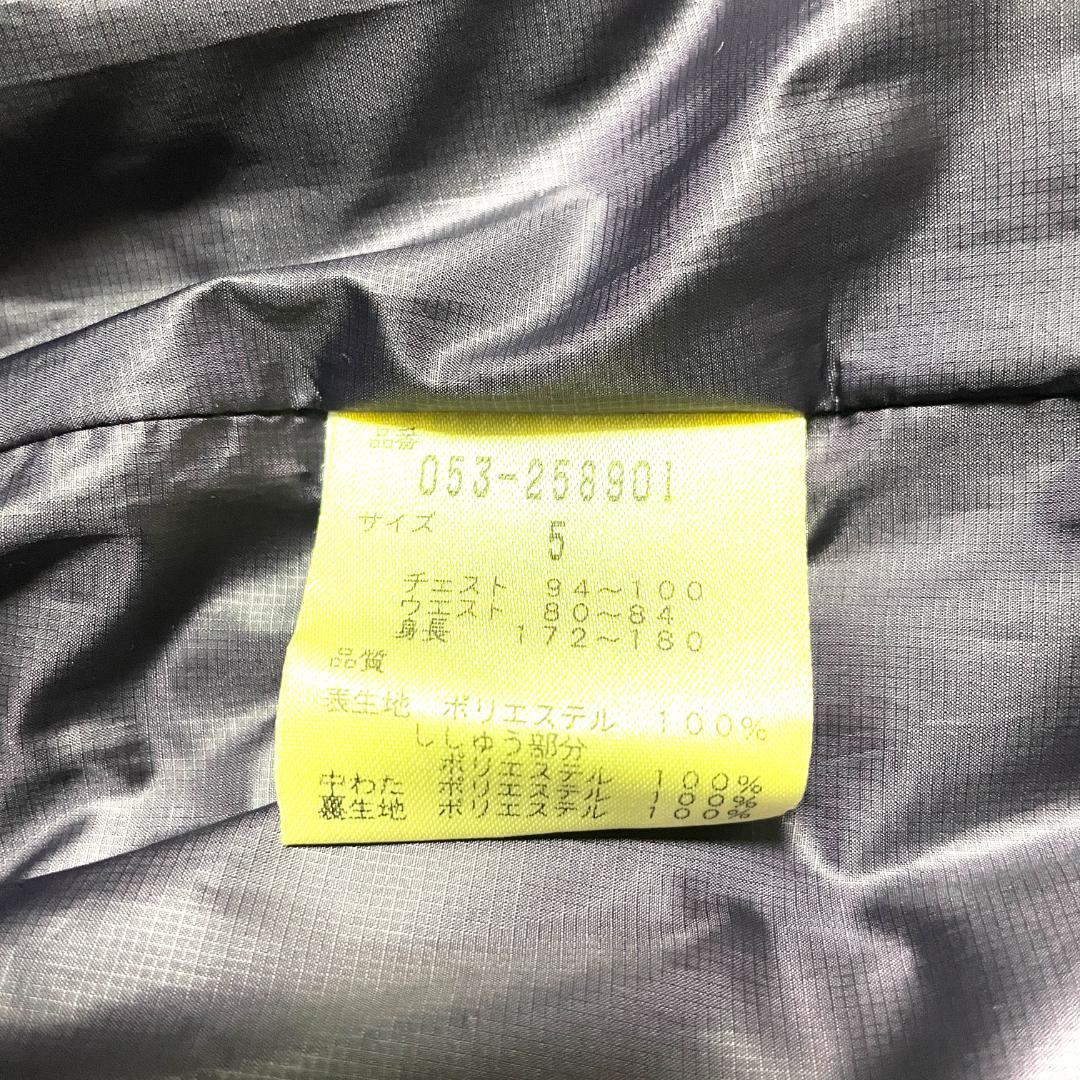 品番
053-258901
サイズ
5
チェスト 94〜100
ウエスト 80〜84
身長 172〜180
品質
表生地 ポリエステル 100%
ししゅう部分
ポリエステル 100%
中わた ポリエステル 100%
裏生地 ポリエステル 100%